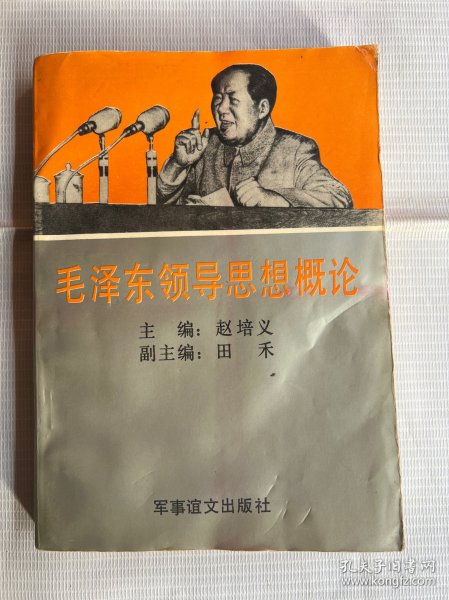 毛泽东领导思想概论
主 编：赵培义
副主编：田 禾
军事谊文出版社
孔夫子旧书网
www.kongfz.com